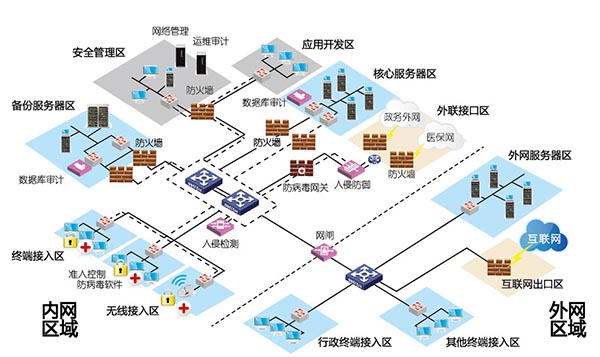 网络管理
运维审计
安全管理区
应用开发区
核心服务器区
防火墙
数据库审计
备份服务器区
外联接口区
政务外网
医保网
防火墙
防火墙
防火墙
外网服务器区
数据库审计
防病毒网关
入侵防御
入侵检测
网闸
互联网
终端接入区
准入控制
防病毒软件
互联网出口区
无线接入区
内网
区域
外网
区域
行政终端接入区
其他终端接入区